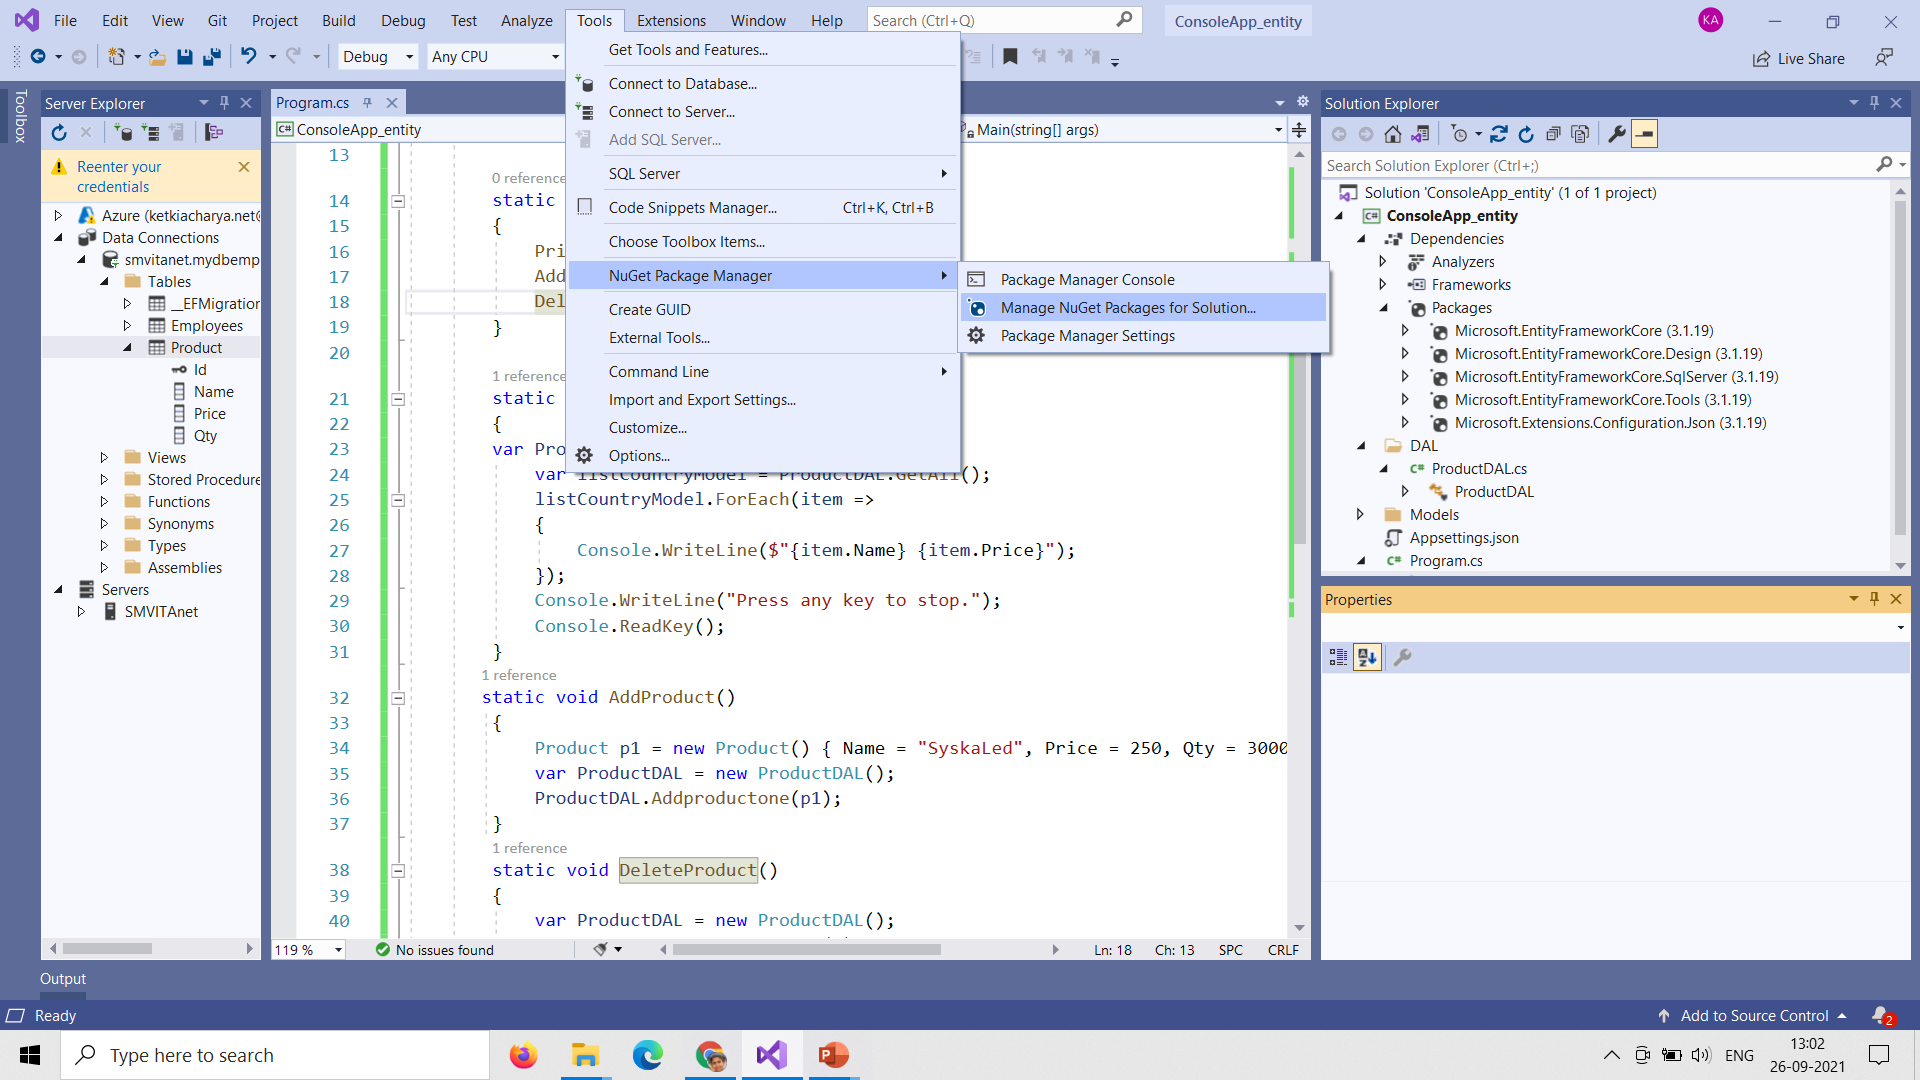 File Edit View Git Project Build Debug Test Analyze Tools Extensions Window Help Search (Ctrl+Q) ConsoleApp_entity KA
Debug Any CPU Live Share
Toolbox
Server Explorer
Reenter your
credentials
Azure (ketkiacharya.net@
Data Connections
smvitanet.mydbemp
Tables
__EFMigration
Employees
Product
Id
Name
Price
Qty
Views
Stored Procedure
Functions
Synonyms
Types
Assemblies
Servers
SMVITAnet
Program.cs
ConsoleApp_entity
Main(string[] args)
Get Tools and Features...
Connect to Database...
Connect to Server...
Add SQL Server...
SQL Server
Code Snippets Manager... Ctrl+K, Ctrl+B
Choose Toolbox Items...
NuGet Package Manager
Create GUID
External Tools...
Command Line
Import and Export Settings...
Customize...
Options...
Package Manager Console
Manage NuGet Packages for Solution...
Package Manager Settings
13
0 reference
14 static
15 {
16 Pri
17 Add
18 Del
19 }
20
1 reference
21 static
22 {
23 var Pro
24 var listCountryModel = ProductDAL.GetAll();
25 listCountryModel.ForEach(item =>
26 {
27 Console.WriteLine($"{item.Name} {item.Price}");
28 });
29 Console.WriteLine("Press any key to stop.");
30 Console.ReadKey();
31 }
1 reference
32 static void AddProduct()
33 {
34 Product p1 = new Product() { Name = "SyskaLed", Price = 250, Qty = 3000
35 var ProductDAL = new ProductDAL();
36 ProductDAL.Addproductone(p1);
37 }
1 reference
38 static void DeleteProduct()
39 {
40 var ProductDAL = new ProductDAL();
119 % No issues found Ln: 18 Ch: 13 SPC CRLF
Solution Explorer
Search Solution Explorer (Ctrl+;)
Solution 'ConsoleApp_entity' (1 of 1 project)
ConsoleApp_entity
Dependencies
Analyzers
Frameworks
Packages
Microsoft.EntityFrameworkCore (3.1.19)
Microsoft.EntityFrameworkCore.Design (3.1.19)
Microsoft.EntityFrameworkCore.SqlServer (3.1.19)
Microsoft.EntityFrameworkCore.Tools (3.1.19)
Microsoft.Extensions.Configuration.Json (3.1.19)
DAL
ProductDAL.cs
ProductDAL
Models
Appsettings.json
Program.cs
Properties
Output
Ready Add to Source Control 2
Type here to search ENG 13:02
26-09-2021